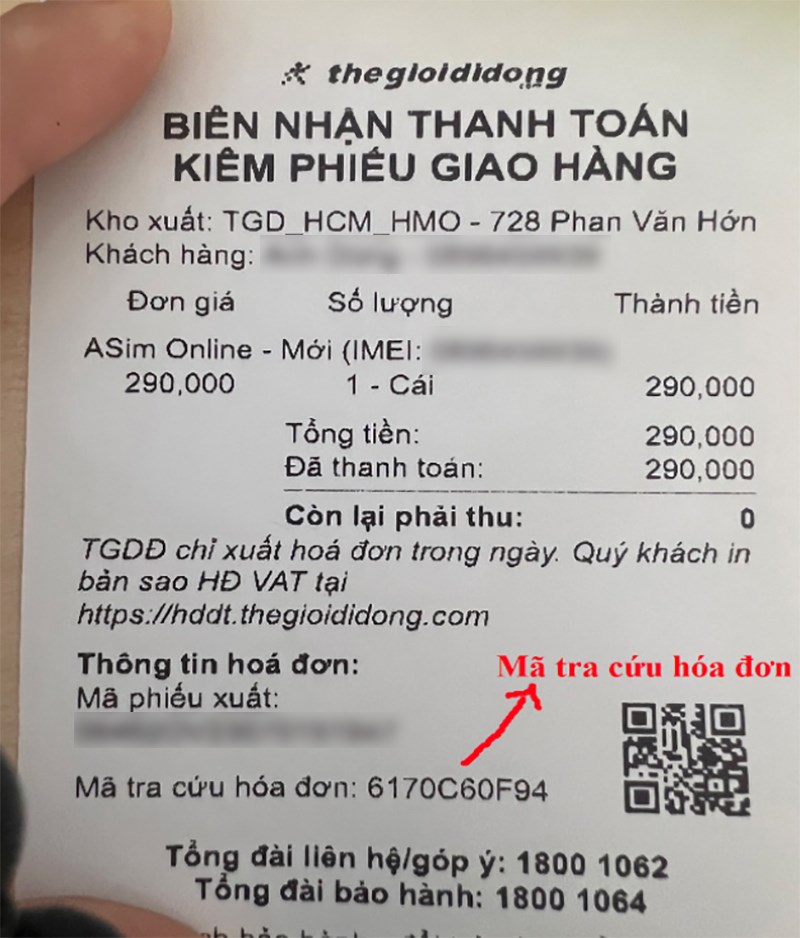 thegioididong
BIÊN NHẬN THANH TOÁN
KIÊM PHIẾU GIAO HÀNG
Kho xuất: TGD_HCM_HMO - 728 Phan Văn Hớn
Khách hàng:
Đơn giá Số lượng Thành tiền
ASim Online - Mới (IMEI:
290,000 1 - Cái 290,000
Tổng tiền: 290,000
Đã thanh toán: 290,000
Còn lại phải thu: 0
TGDĐ chỉ xuất hoá đơn trong ngày. Quý khách in
bản sao HĐ VAT tại
https://hddt.thegioididong.com
Thông tin hoá đơn:
Mã tra cứu hóa đơn
Mã phiếu xuất:
Mã tra cứu hóa đơn: 6170C60F94
Tổng đài liên hệ/góp ý: 1800 1062
Tổng đài bảo hành: 1800 1064